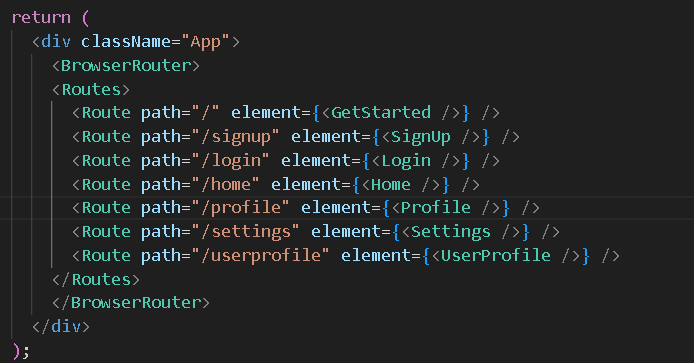 return (
<div className="App">
<BrowserRouter>
<Routes>
<Route path="/" element={<GetStarted />} />
<Route path="/signup" element={<SignUp />} />
<Route path="/login" element={<Login />} />
<Route path="/home" element={<Home />} />
<Route path="/profile" element={<Profile />} />
<Route path="/settings" element={<Settings />} />
<Route path="/userprofile" element={<UserProfile />} />
</Routes>
</BrowserRouter>
</div>
);